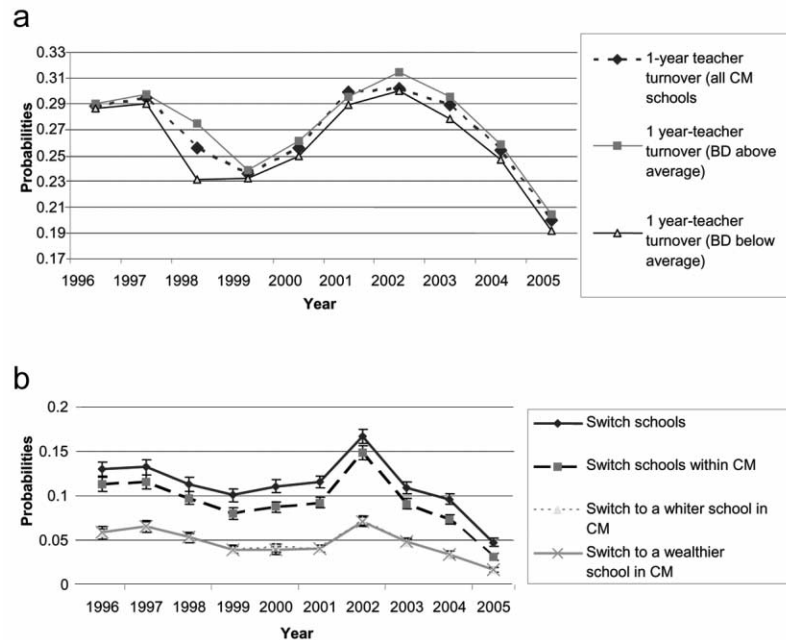 a
0.33
0.31
0.29
0.27
0.25
0.23
0.21
0.19
0.17
Probabilities
1996 1997 1998 1999 2000 2001 2002 2003 2004 2005
Year
1-year teacher
turnover (all CM
schools
1 year-teacher
turnover (BD above
average)
1 year-teacher
turnover (BD below
average)
b
0.2
0.15
0.1
0.05
0
Probabilities
1996 1997 1998 1999 2000 2001 2002 2003 2004 2005
Year
Switch schools
Switch schools within CM
Switch to a whiter school in
CM
Switch to a wealthier
school in CM